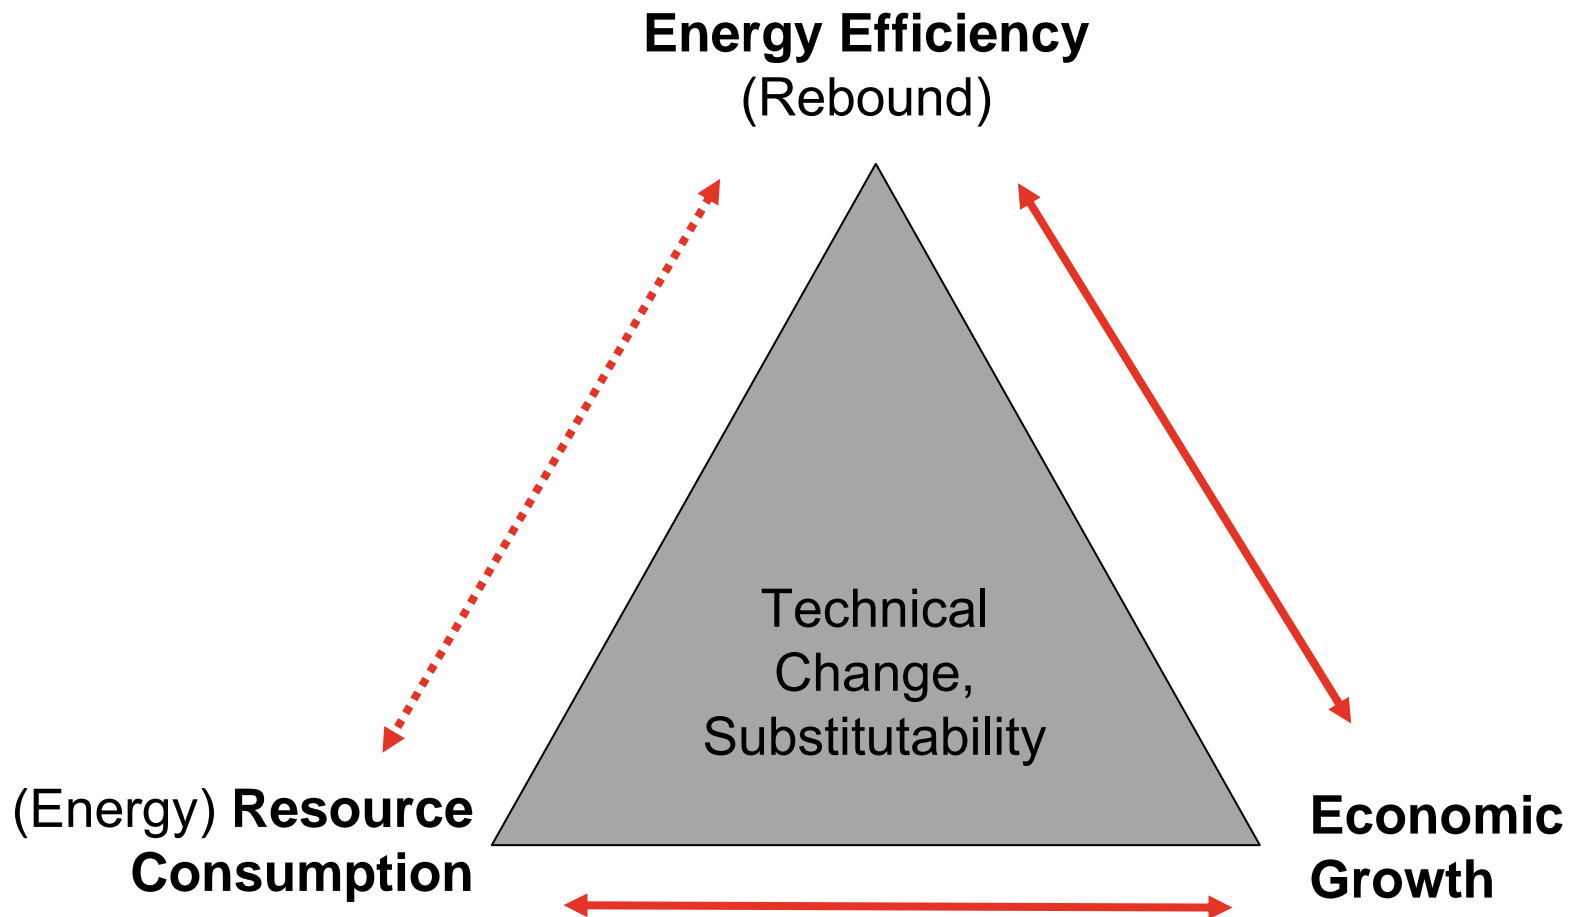 Energy Efficiency
(Rebound)
Technical
Change,
Substitutability
(Energy) Resource
Consumption
Economic
Growth